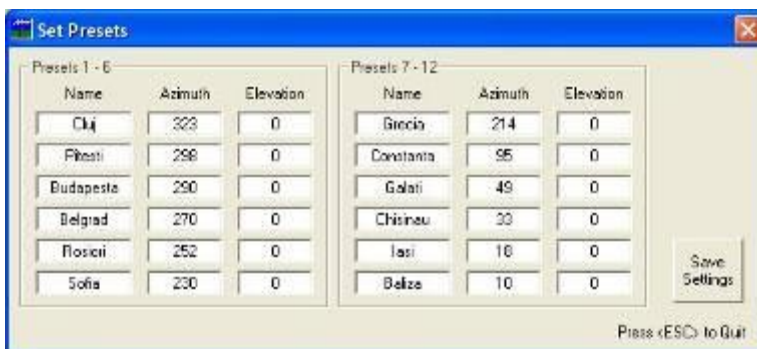 Set Presets
Presets 1 - 6
Presets 7 - 12
Name Azimuth Elevation
Name Azimuth Elevation
Cluj 323 0
Grecia 214 0
Pitesti 298 0
Constanta 95 0
Budapesta 290 0
Galati 49 0
Belgrad 270 0
Chisinau 33 0
Rosiori 252 0
Iasi 18 0
Sofia 230 0
Baliza 10 0
Save
Settings
Press <ESC> to Quit